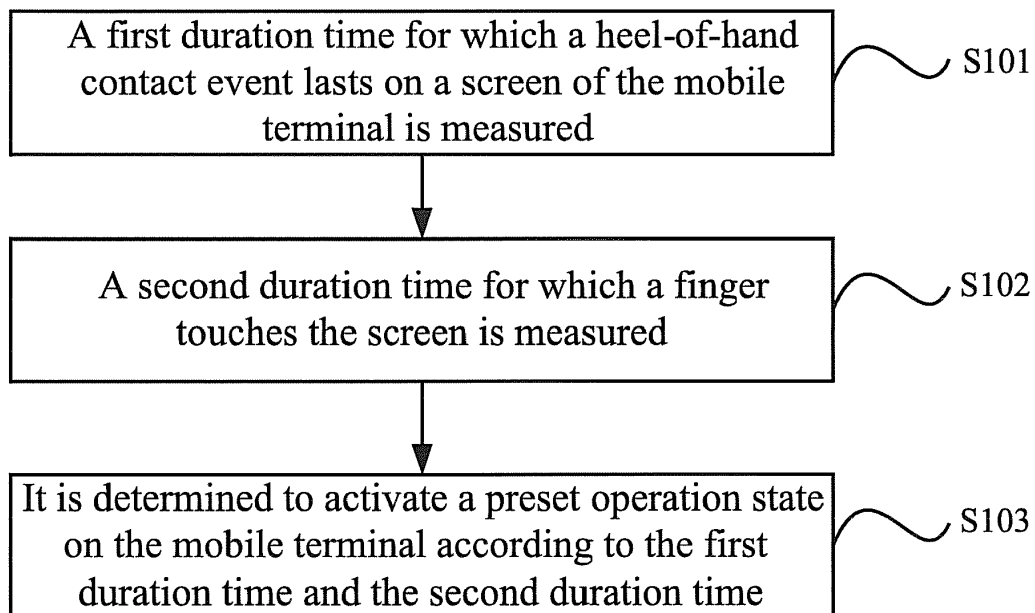 A first duration time for which a heel-of-hand
contact event lasts on a screen of the mobile
terminal is measured
S101
A second duration time for which a finger
touches the screen is measured
S102
It is determined to activate a preset operation state
on the mobile terminal according to the first
duration time and the second duration time
S103